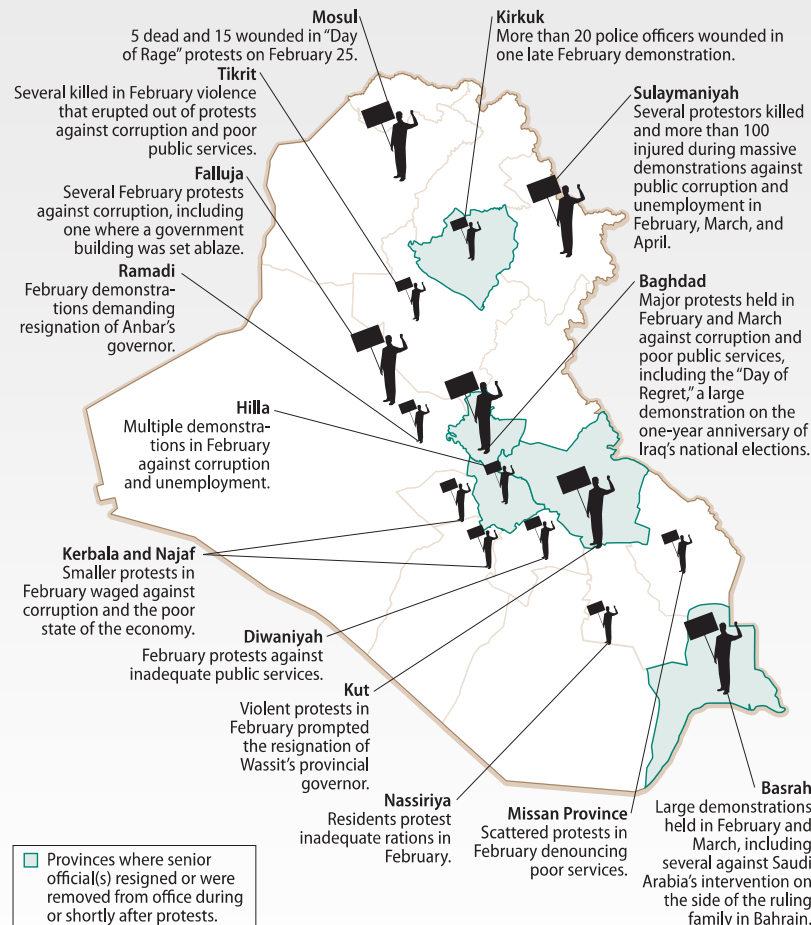 Mosul
5 dead and 15 wounded in “Day
of Rage” protests on February 25.
Kirkuk
More than 20 police officers wounded in
one late February demonstration.
Tikrit
Several killed in February violence
that erupted out of protests
against corruption and poor
public services.
Sulaymaniyah
Several protestors killed
and more than 100
injured during massive
demonstrations against
public corruption and
unemployment in
February, March, and
April.
Falluja
Several February protests
against corruption, including
one where a government
building was set ablaze.
Ramadi
February demonstra-
tions demanding
resignation of Anbar’s
governor.
Baghdad
Major protests held in
February and March
against corruption and
poor public services,
including the “Day of
Regret,” a large
demonstration on the
one-year anniversary of
Iraq’s national elections.
Hilla
Multiple demonstra-
tions in February
against corruption
and unemployment.
Kerbala and Najaf
Smaller protests in
February waged against
corruption and the poor
state of the economy.
Diwaniyah
February protests against
inadequate public services.
Kut
Violent protests in
February prompted
the resignation of
Wassit’s provincial
governor.
Nassiriya
Residents protest
inadequate rations in
February.
Missan Province
Scattered protests in
February denouncing
poor services.
Basrah
Large demonstrations
held in February and
March, including
several against Saudi
Arabia’s intervention on
the side of the ruling
family in Bahrain.
Provinces where senior
official(s) resigned or were
removed from office during
or shortly after protests.